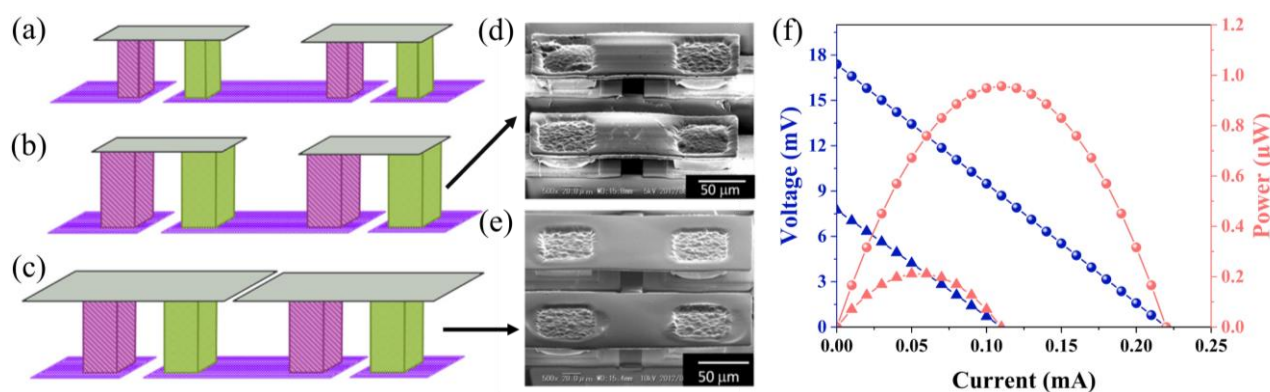 (a)
(b)
(c)
(d)
50 μm
(e)
50 μm
(f)
18
15
12
9
6
3
0
Voltage (mV)
1.2
1.0
0.8
0.6
0.4
0.2
0.0
Power (μW)
0.00
0.05
0.10
0.15
0.20
0.25
Current (mA)